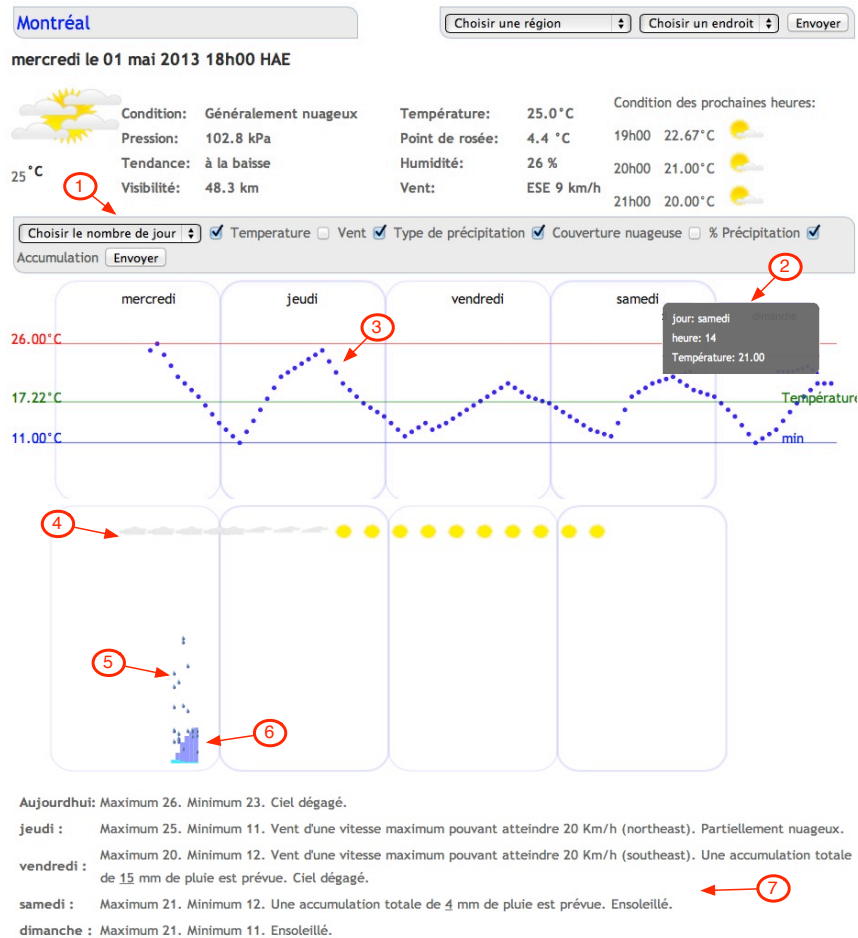 Montréal
Choisir une région
Choisir un endroit
Envoyer
mercredi le 01 mai 2013 18h00 HAE
25°C
Condition: Généralement nuageux
Pression: 102.8 kPa
Tendance: à la baisse
Visibilité: 48.3 km
Température: 25.0°C
Point de rosée: 4.4 °C
Humidité: 26 %
Vent: ESE 9 km/h
Condition des prochaines heures:
19h00 22.67°C
20h00 21.00°C
21h00 20.00°C
1
Choisir le nombre de jour Temperature Vent Type de précipitation Couverture nuageuse % Précipitation
Accumulation Envoyer
2
mercredi jeudi vendredi samedi dimanche
jour: samedi
heure: 14
Température: 21.00
3
26.00°C
17.22°C
Température
11.00°C
min
4
5
6
Aujourdhui: Maximum 26. Minimum 23. Ciel dégagé.
jeudi : Maximum 25. Minimum 11. Vent d'une vitesse maximum pouvant atteindre 20 Km/h (northeast). Partiellement nuageux.
vendredi : Maximum 20. Minimum 12. Vent d'une vitesse maximum pouvant atteindre 20 Km/h (southeast). Une accumulation totale
de 15 mm de pluie est prévue. Ciel dégagé.
7
samedi : Maximum 21. Minimum 12. Une accumulation totale de 4 mm de pluie est prévue. Ensoleillé.
dimanche : Maximum 21. Minimum 11. Ensoleillé.